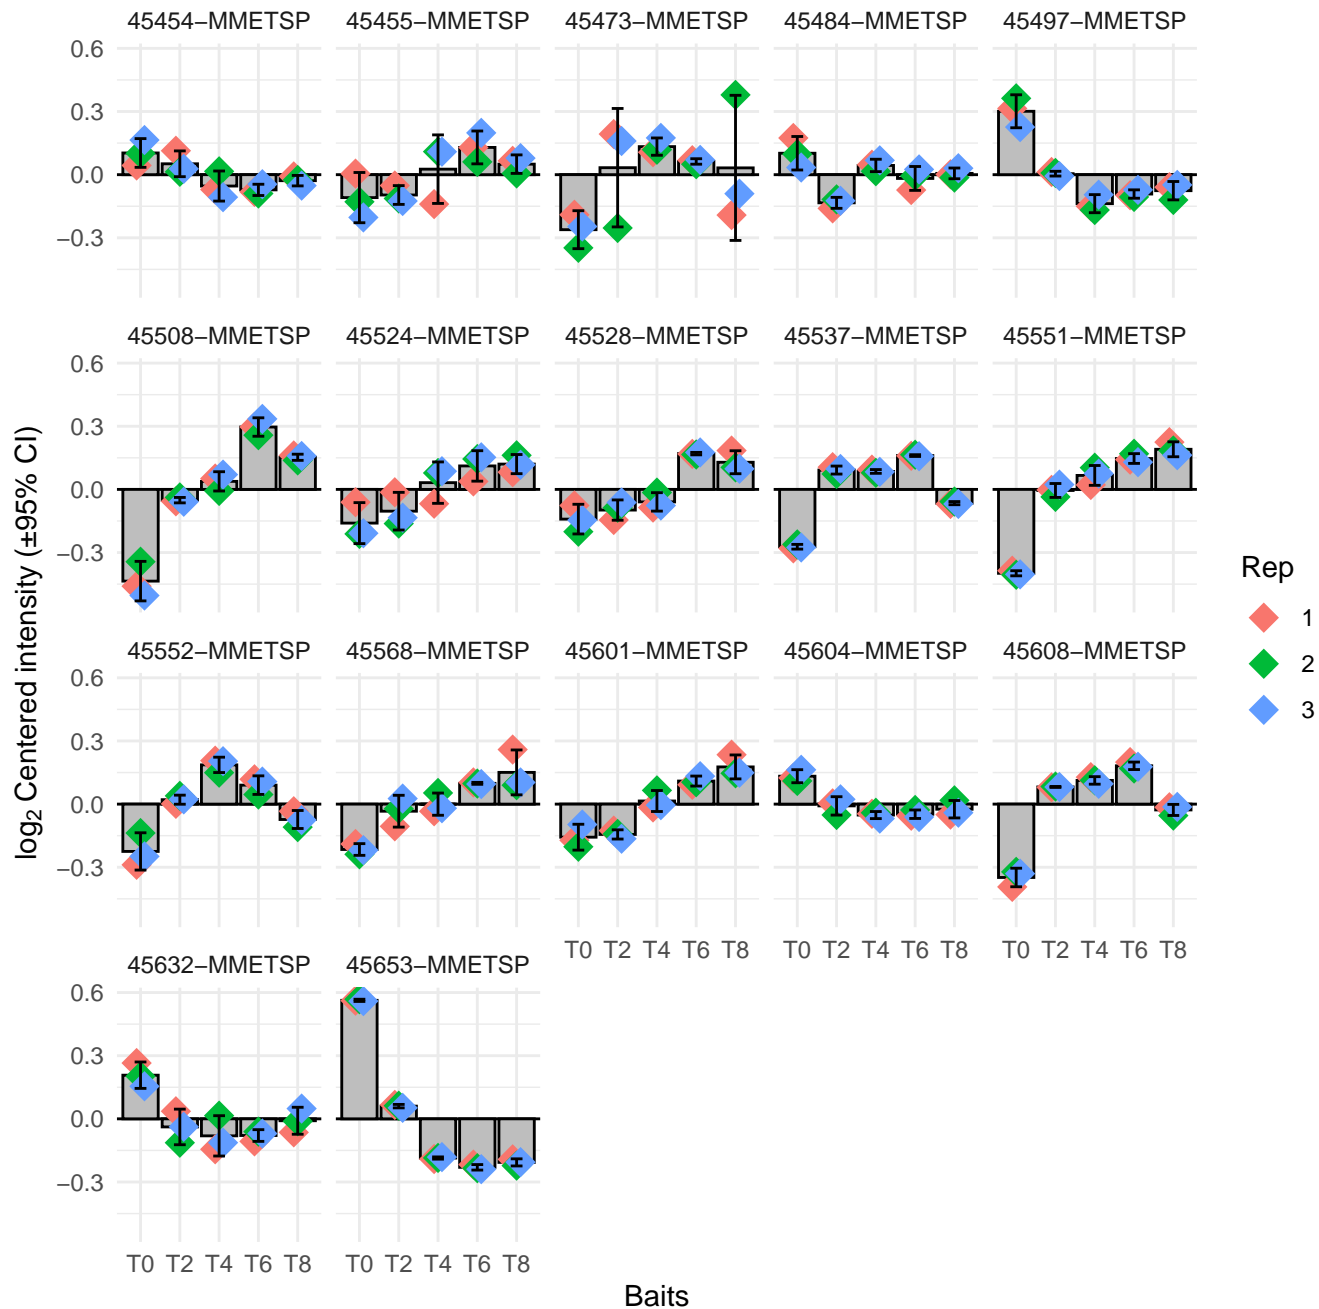 45454−MMETSP 45455−MMETSP 45473−MMETSP 45484−MMETSP 45497−MMETSP
0.6
0.3
0.0
−0.3
45508−MMETSP 45524−MMETSP 45528−MMETSP 45537−MMETSP 45551−MMETSP
0.6
0.3
0.0
−0.3
log2 Centered intensity (±95% CI)
Rep
1
2
3
45552−MMETSP 45568−MMETSP 45601−MMETSP 45604−MMETSP 45608−MMETSP
0.6
0.3
0.0
−0.3
T0 T2 T4 T6 T8 T0 T2 T4 T6 T8 T0 T2 T4 T6 T8
45632−MMETSP 45653−MMETSP
0.6
0.3
0.0
−0.3
T0 T2 T4 T6 T8 T0 T2 T4 T6 T8
Baits